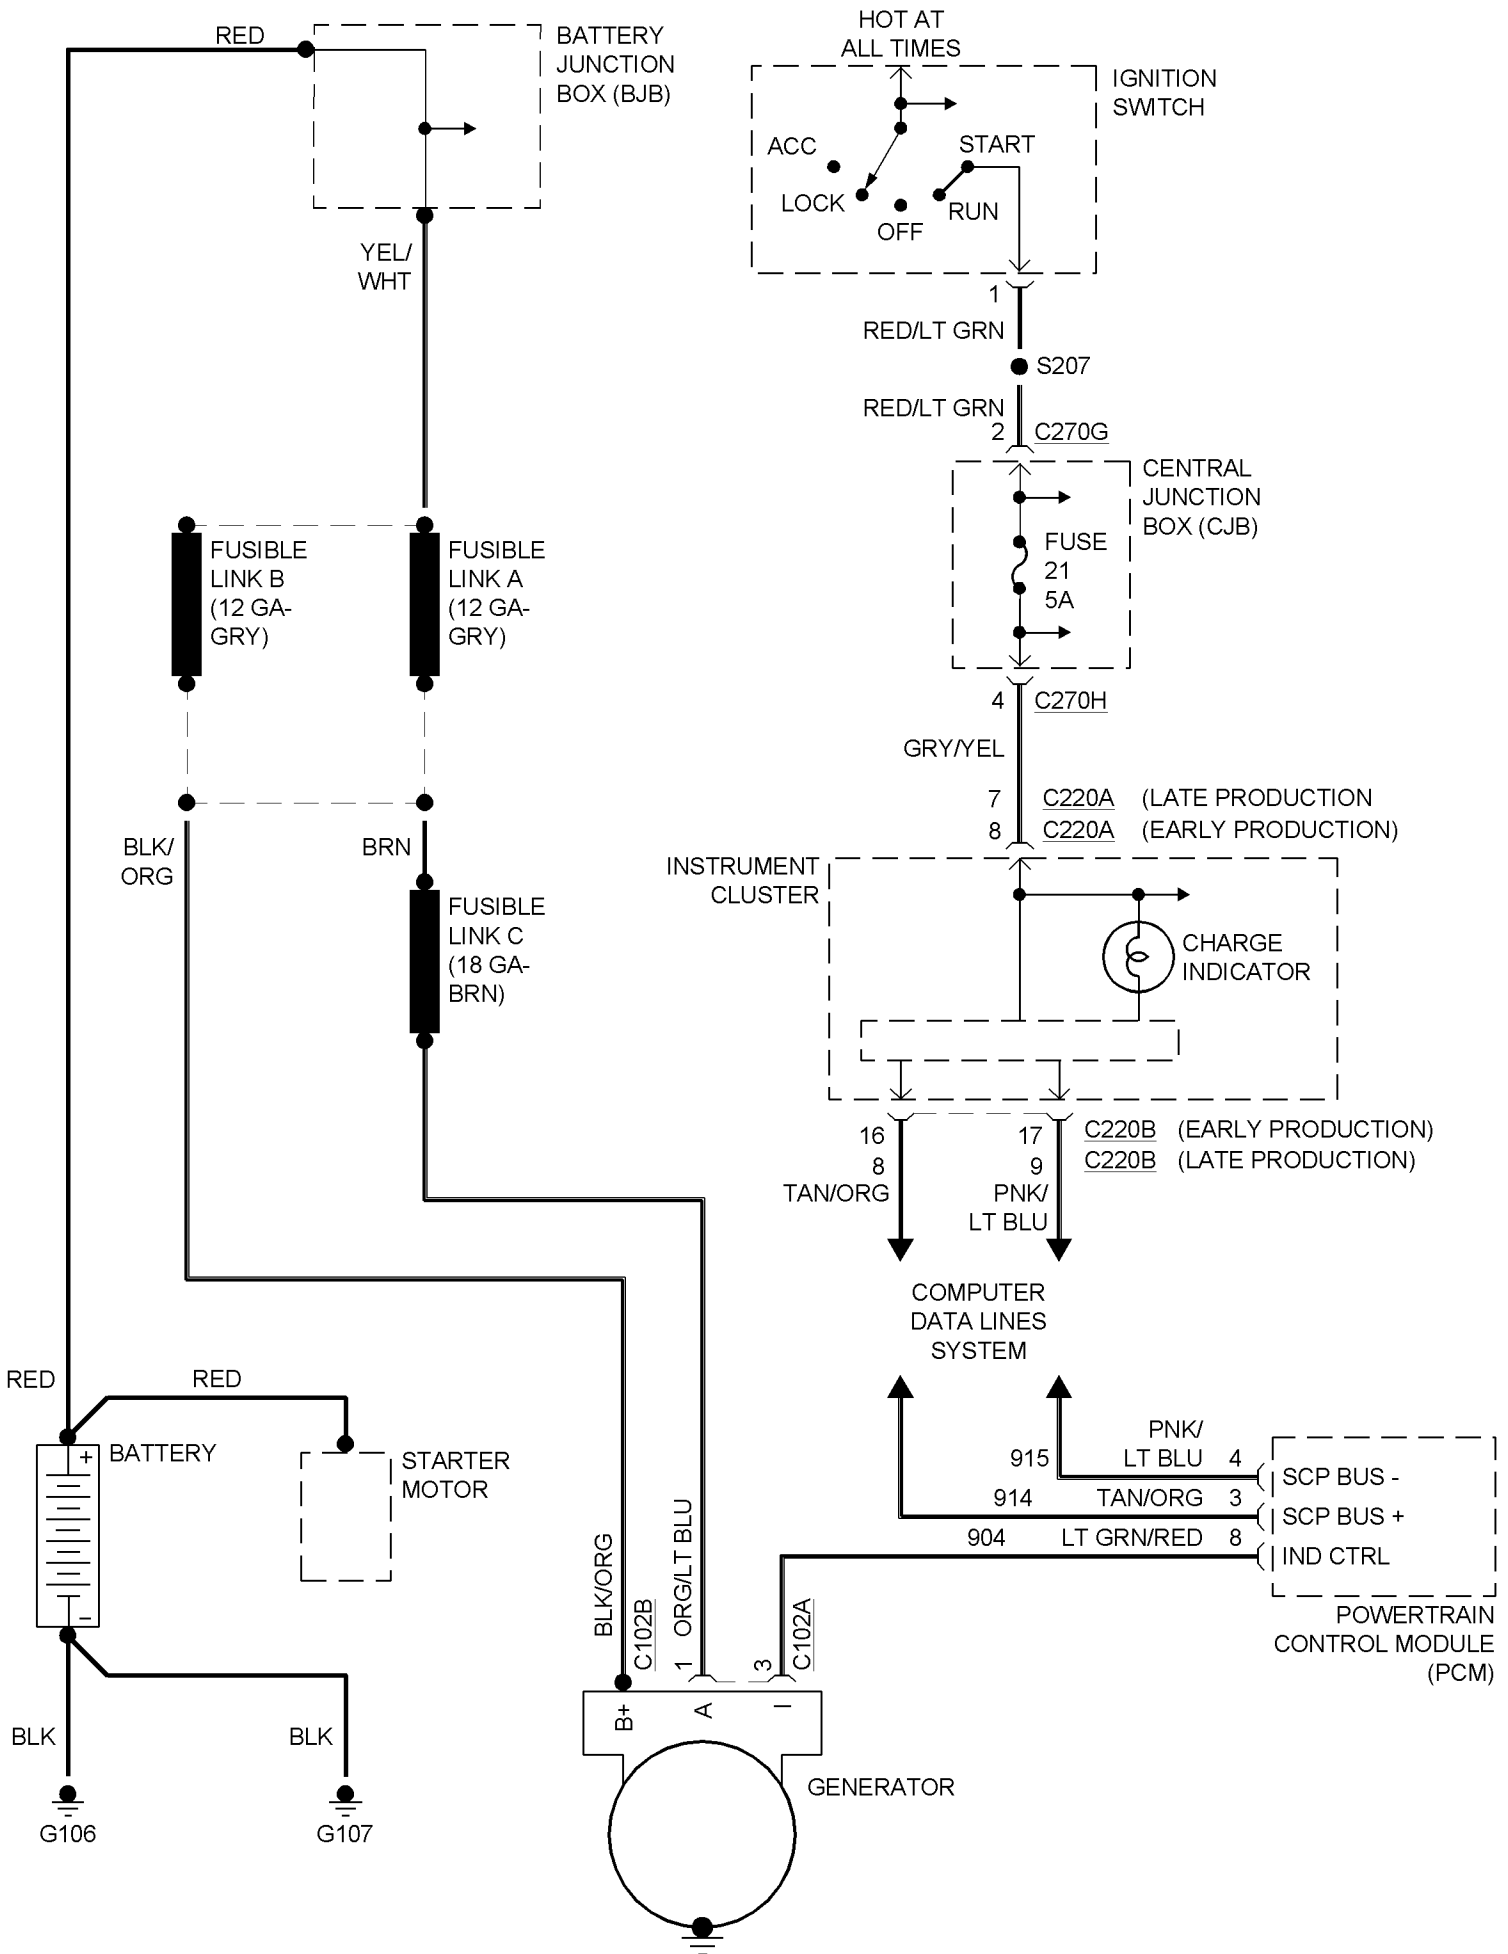 RED
BATTERY
JUNCTION
BOX (BJB)
HOT AT
ALL TIMES
IGNITION
SWITCH
ACC
START
LOCK
RUN
OFF
YEL/
WHT
1
RED/LT GRN
S207
RED/LT GRN
2
C270G
CENTRAL
JUNCTION
BOX (CJB)
FUSE
21
5A
4
C270H
GRY/YEL
FUSIBLE
LINK B
(12 GA-
GRY)
FUSIBLE
LINK A
(12 GA-
GRY)
7 C220A (LATE PRODUCTION
8 C220A (EARLY PRODUCTION)
BLK/
ORG
BRN
INSTRUMENT
CLUSTER
FUSIBLE
LINK C
(18 GA-
BRN)
CHARGE
INDICATOR
16 17 C220B (EARLY PRODUCTION)
8 9 C220B (LATE PRODUCTION)
TAN/ORG
PNK/
LT BLU
COMPUTER
DATA LINES
SYSTEM
RED
RED
BATTERY
+
−
STARTER
MOTOR
PNK/
915 LT BLU 4 SCP BUS -
914 TAN/ORG 3 SCP BUS +
904 LT GRN/RED 8 IND CTRL
POWERTRAIN
CONTROL MODULE
(PCM)
BLK/ORG
C102B
ORG/LT BLU
1
3
C102A
B+
A
I
GENERATOR
BLK
BLK
G106
G107